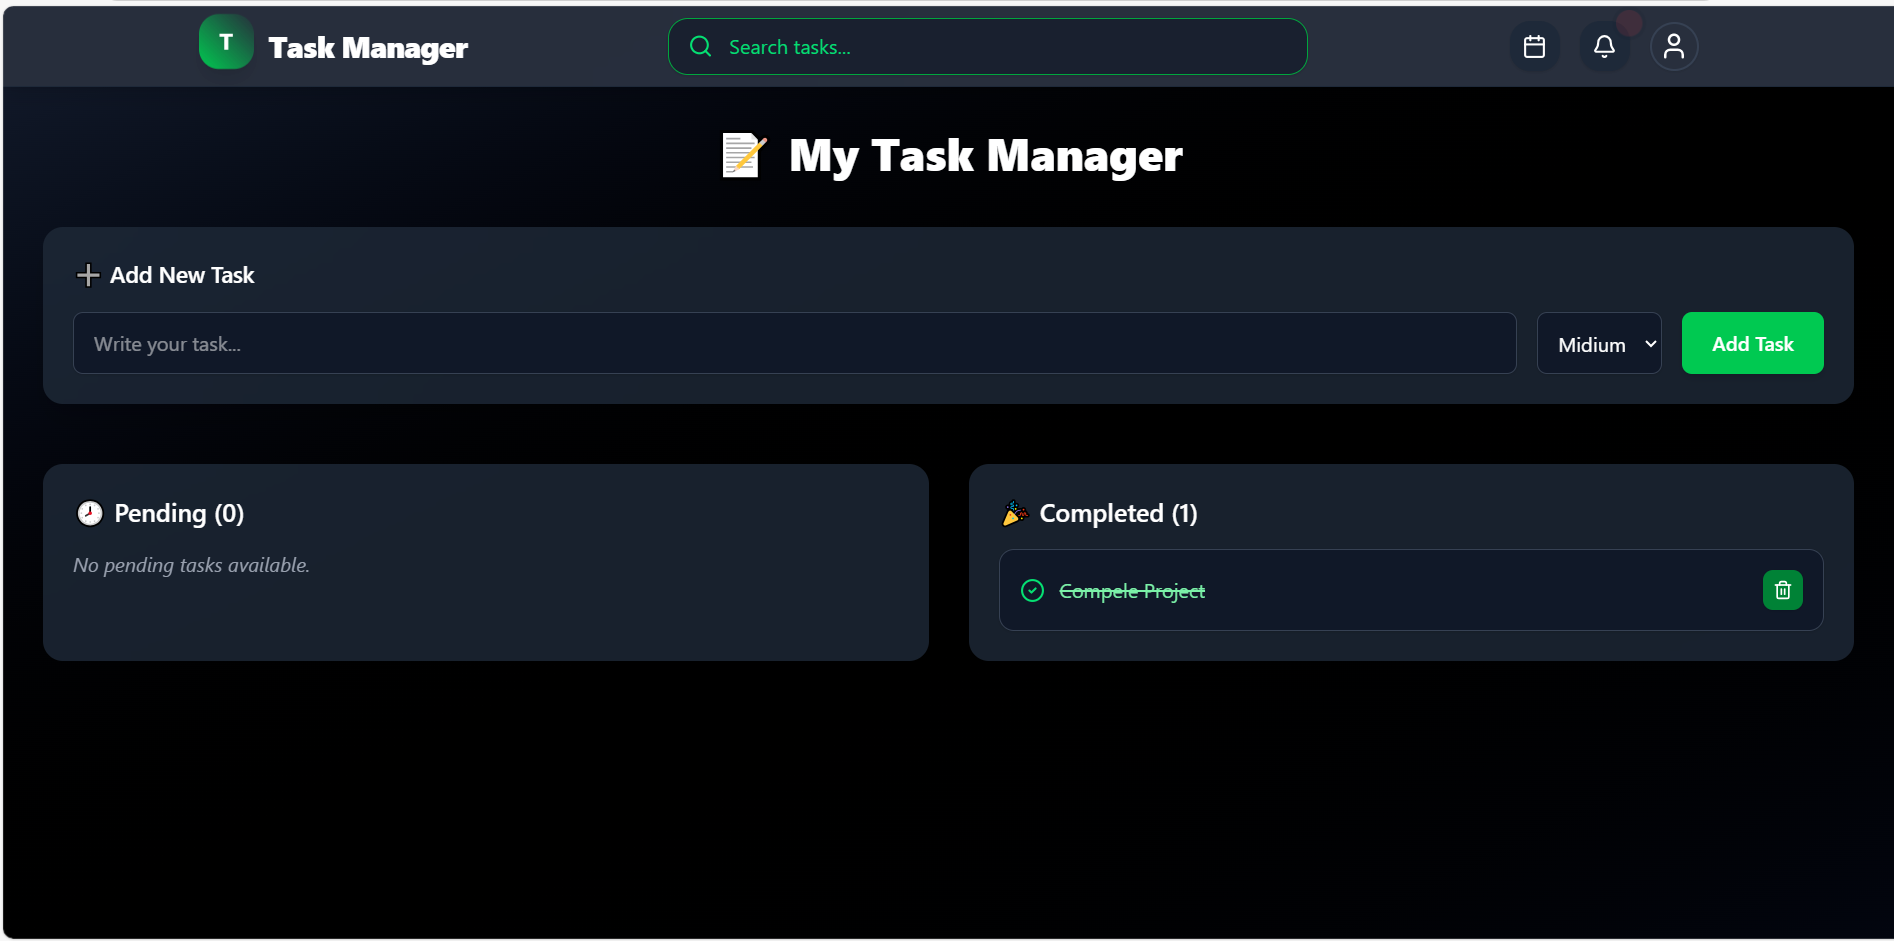 T Task Manager
Search tasks...
📝 My Task Manager
➕ Add New Task
Write your task...
Midium
Add Task
🕗 Pending (0)
No pending tasks available.
🎉 Completed (1)
Compele Project